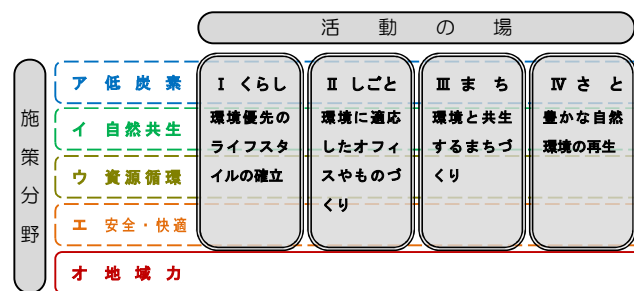 活動の場
施策分野
ア 低炭素
イ 自然共生
ウ 資源循環
エ 安全・快適
オ 地域力
Ⅰ くらし
環境優先の
ライフスタ
イルの確立
Ⅱ しごと
環境に適応
したオフィ
スやものづ
くり
Ⅲ まち
環境と共生
するまちづ
くり
Ⅳ さと
豊かな自然
環境の再生